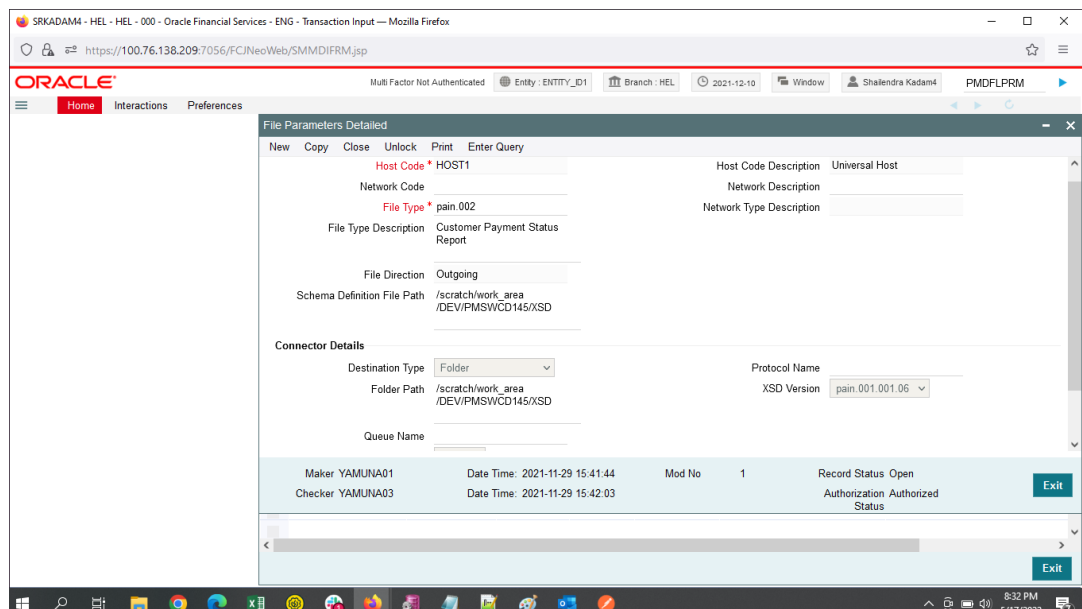 SRKADAM4 - HEL - HEL - 000 - Oracle Financial Services - ENG - Transaction Input — Mozilla Firefox
https://100.76.138.209:7056/FCJNeoWeb/SMMDIFRM.jsp
ORACLE Multi Factor Not Authenticated Entity : ENTITY_ID1 Branch : HEL 2021-12-10 Window Shailendra Kadam4 PMDFLPRM
Home Interactions Preferences
File Parameters Detailed
New Copy Close Unlock Print Enter Query
Host Code * HOST1 Host Code Description Universal Host
Network Code Network Description
File Type * pain.002 Network Type Description
File Type Description Customer Payment Status
Report
File Direction Outgoing
Schema Definition File Path /scratch/work_area
/DEV/PMSWCD145/XSD
Connector Details
Destination Type Folder Protocol Name
Folder Path /scratch/work_area XSD Version pain.001.001.06
/DEV/PMSWCD145/XSD
Queue Name
Maker YAMUNA01 Date Time: 2021-11-29 15:41:44 Mod No 1 Record Status Open
Checker YAMUNA03 Date Time: 2021-11-29 15:42:03 Authorization Authorized
Status
Exit
Exit
8:32 PM